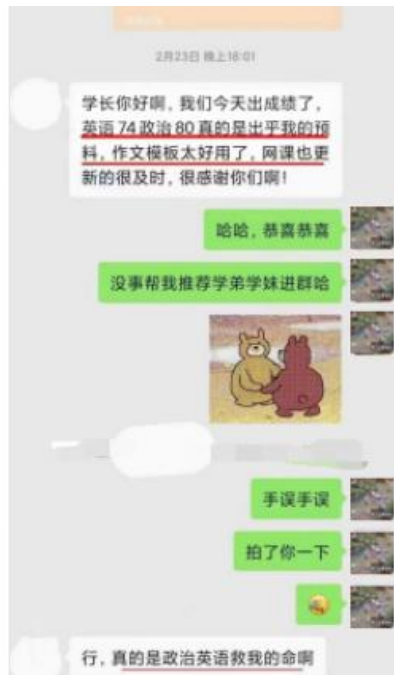 2月23日 晚上18:01
学长你好啊，我们今天出成绩了，
英语74政治80真的是出乎我的预
料，作文模板太好用了，网课也更
新的很及时，很感谢你们啊！
哈哈，恭喜恭喜
没事帮我推荐学弟学妹进群哈
手误手误
拍了你一下
行，真的是政治英语救我的命啊